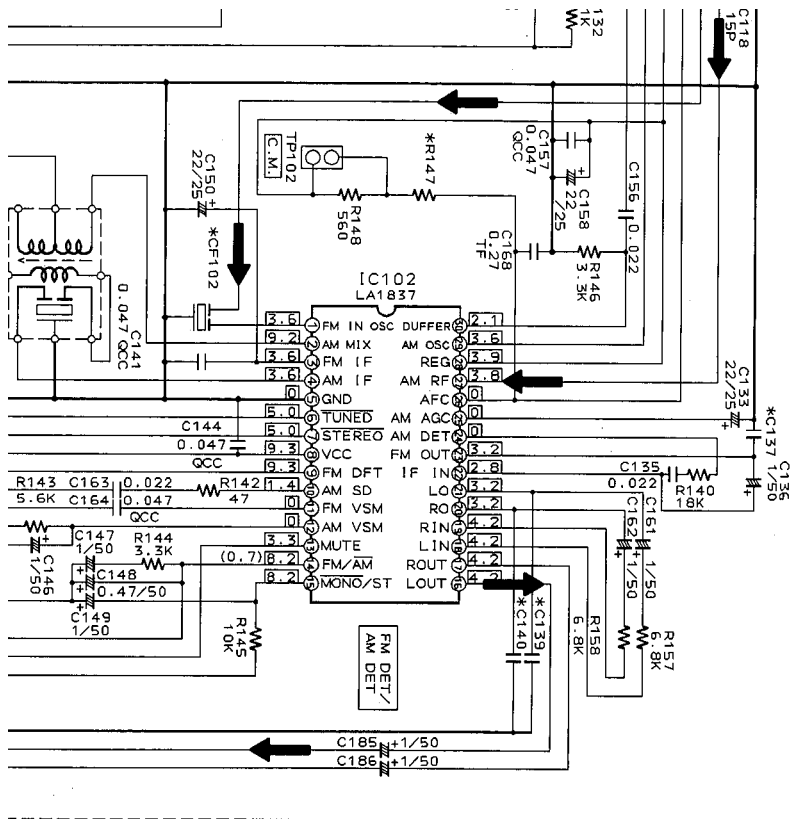 132
1K
C118
15P
TP102
C.M.
*R147
R148
560
C157
0.047
QCC
C158
22
/25
C156
0.022
C150
22/25
*CF102
C168
0.27
TF
R146
3.3K
C141
0.047 QCC
IC102
LA1837
3.6 1 FM IN
9.2 2 AM MIX
3.6 3 FM IF
3.6 4 AM IF
0 5 GND
5.0 6 TUNED
5.0 7 STEREO
9.3 8 VCC
9.3 9 FM DFT
1.4 10 AM SD
0 11 FM VSM
0 12 AM VSM
3.3 13 MUTE
(0.7) 8.2 14 FM/AM
8.2 15 MONO/ST
OSC DUFFER 30 2.1
AM OSC 29 3.6
REG 28 3.9
AM RF 27 3.8
AFC 26 0
AM AGC 25 0
AM DET 24 0
FM OUT 23 3.2
IF IN 22 2.8
LO 21 3.2
RO 20 3.2
RIN 19 4.2
LIN 18 4.2
ROUT 17 4.2
LOUT 16 4.2
C133
22/25
*C137
C136
1/50
C144
0.047
QCC
R143
5.6K
C163 0.022
C164 0.047
QCC
R142
47
C135
0.022
R140
18K
C147
1/50
R144
3.3K
C146
1/50
C148
0.47/50
C149
1/50
R145
10K
C162
1/50
C161
1/50
*C140
*C139
R158
6.8K
R157
6.8K
FM DET/
AM DET
C185 +1/50
C186 +1/50